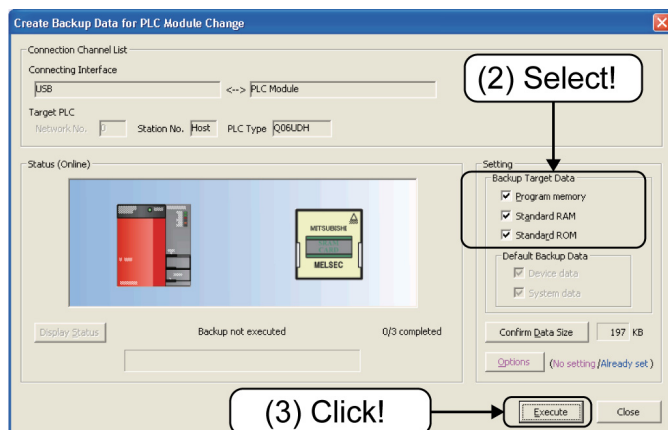 Create Backup Data for PLC Module Change
Connection Channel List
Connecting Interface
USB <--> PLC Module
(2) Select!
Target PLC
Network No. 0 Station No. Host PLC Type Q06UDH
Status (Online)
MITSUBISHI
MELSEC
Display Status
Backup not executed
0/3 completed
Setting
Backup Target Data
Program memory
Standard RAM
Standard ROM
Default Backup Data
Device data
System data
Confirm Data Size 197 KB
Options (No setting/Already set )
(3) Click!
Execute
Close